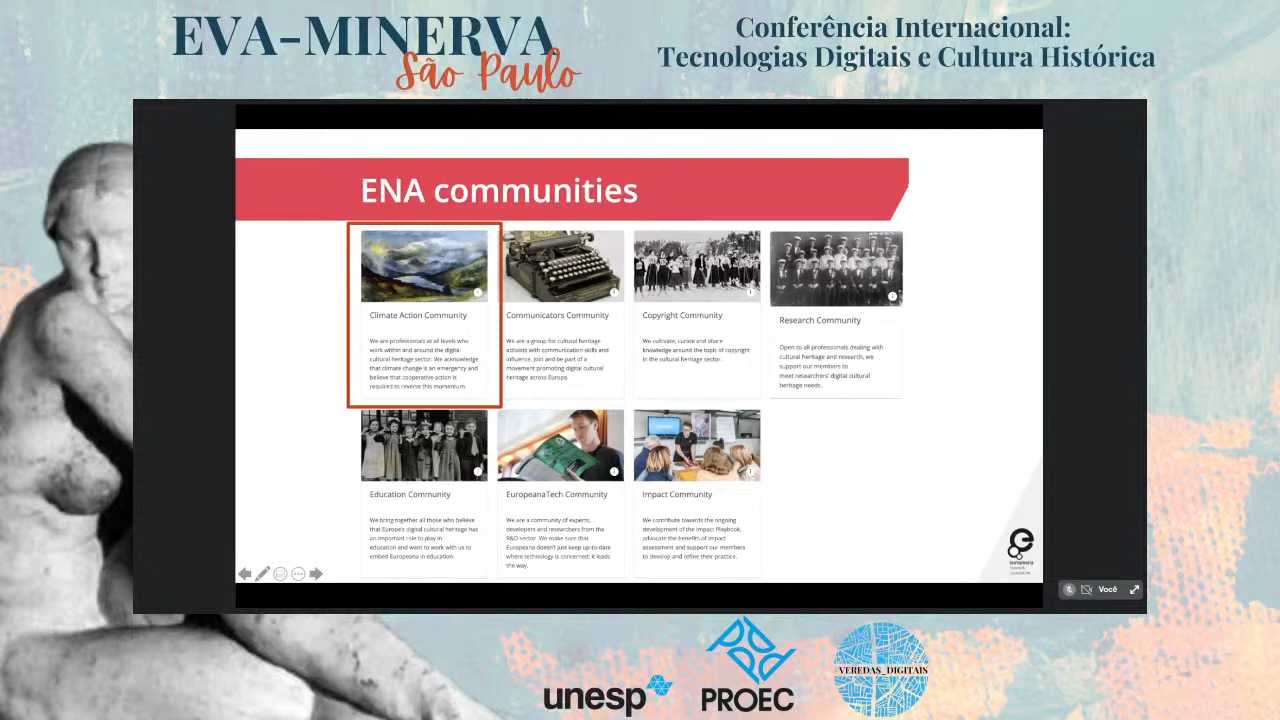 EVA-MINERVA
São Paulo
Conferência Internacional:
Tecnologias Digitais e Cultura Histórica
ENA communities
Climate Action Community
We are professionals at all levels who
work within and around the digital
cultural heritage sector. We acknowledge
that climate change is an emergency and
believe that cooperative action is
required to reverse this momentum.
Communicators Community
We are a group for cultural heritage
activists with communication skills and
influence. Join and be part of a
movement promoting digital cultural
heritage across Europe.
Copyright Community
We cultivate, curate and share
knowledge around the topic of copyright
in the cultural heritage sector.
Research Community
Open to all professionals dealing with
cultural heritage and research, we
support our members to
meet researchers' digital cultural
heritage needs.
Education Community
We bring together all those who believe
that Europe's digital cultural heritage has
an important role to play in
education and want to work with us to
embed Europeana in education.
EuropeanaTech Community
We are a community of experts,
developers and researchers from the
R&D sector. We make sure that
Europeana doesn't just keep up-to-date
where technology is concerned: it leads
the way.
Impact Community
We contribute towards the ongoing
development of the Impact Playbook,
advocate the benefits of impact
assessment and support our members
to develop and refine their practice.
europeana
network
association
Você
unesp
PROEC
VEREDAS_DIGITAIS